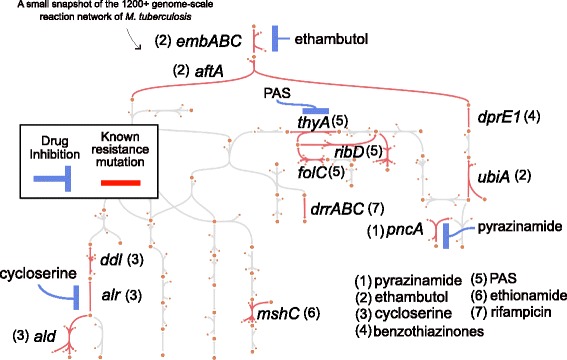 A small snapshot of the 1200+ genome-scale
reaction network of M. tuberculosis
(2) embABC
ethambutol
(2) aftA
PAS
thyA (5)
dprE1 (4)
Drug
Inhibition
Known
resistance
mutation
ribD (5)
folC (5)
ubiA (2)
drrABC (7)
(1) pncA
pyrazinamide
ddl (3)
cycloserine
alr (3)
mshC (6)
(3) ald
(1) pyrazinamide
(2) ethambutol
(3) cycloserine
(4) benzothiazinones
(5) PAS
(6) ethionamide
(7) rifampicin